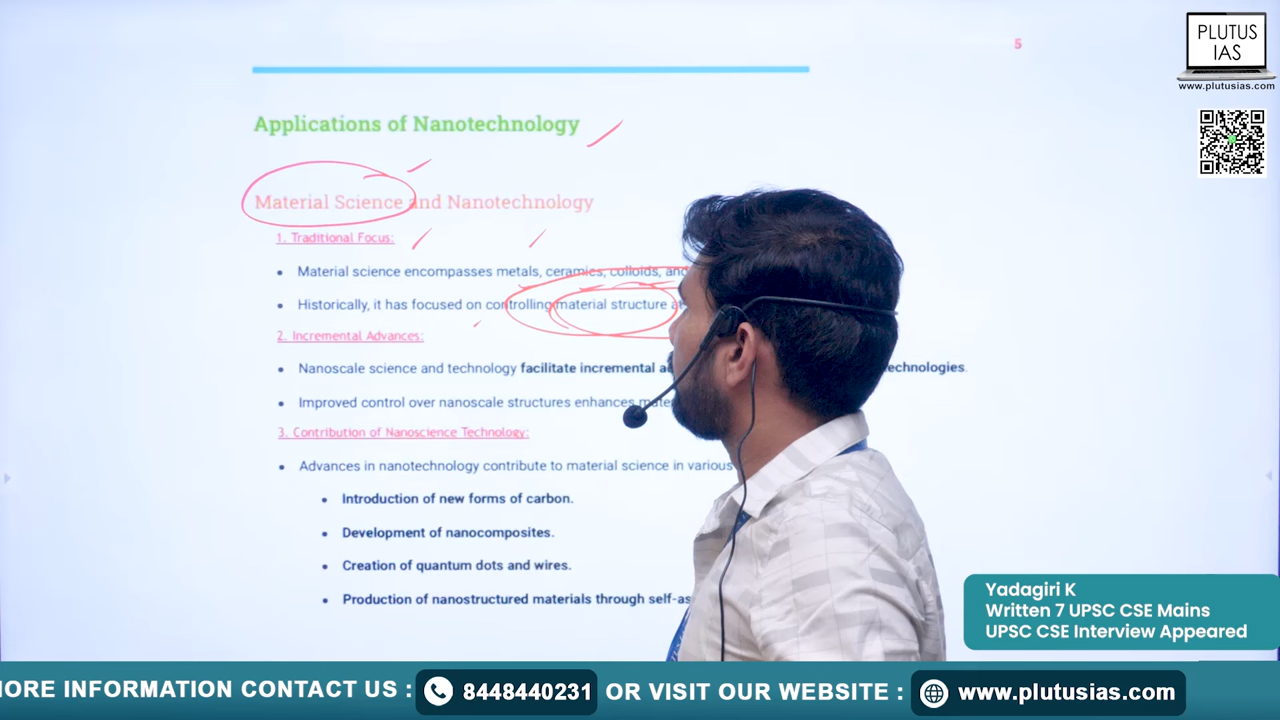 5
PLUTUS
IAS
www.plutusias.com
Applications of Nanotechnology
Material Science and Nanotechnology
1. Traditional Focus:
• Material science encompasses metals, ceramics, colloids, and
• Historically, it has focused on controlling material structure
2. Incremental Advances:
• Nanoscale science and technology facilitate incremental technologies.
• Improved control over nanoscale structures enhances
3. Contribution of Nanoscience Technology:
• Advances in nanotechnology contribute to material science in various
• Introduction of new forms of carbon.
• Development of nanocomposites.
• Creation of quantum dots and wires.
• Production of nanostructured materials through
Yadagiri K
Written 7 UPSC CSE Mains
UPSC CSE Interview Appeared
MORE INFORMATION CONTACT US : 8448440231 OR VISIT OUR WEBSITE : www.plutusias.com